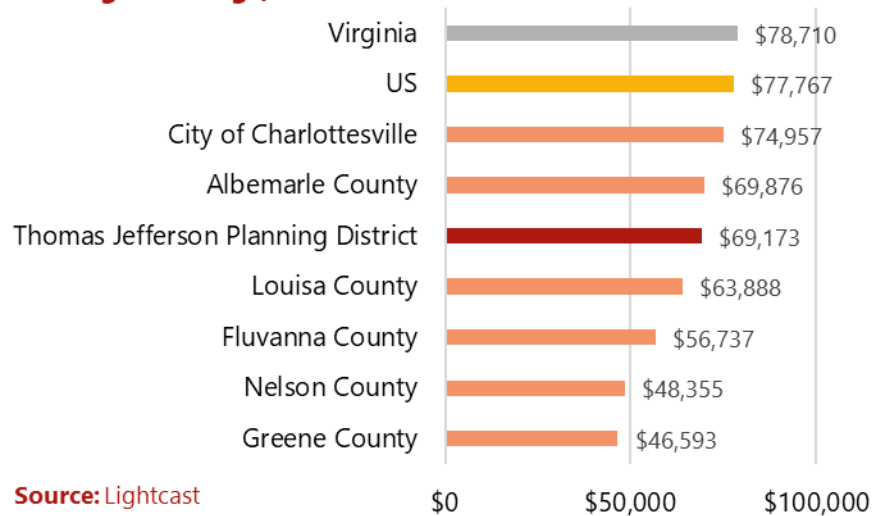 Virginia $78,710
US $77,767
City of Charlottesville $74,957
Albemarle County $69,876
Thomas Jefferson Planning District $69,173
Louisa County $63,888
Fluvanna County $56,737
Nelson County $48,355
Greene County $46,593
$0 $50,000 $100,000
Source: Lightcast